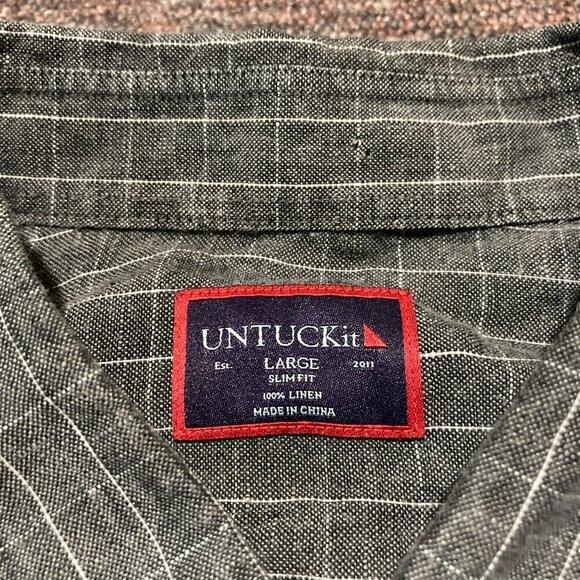 UNTUCKit
Est. LARGE 2011
SLIM FIT
100% LINEN
MADE IN CHINA